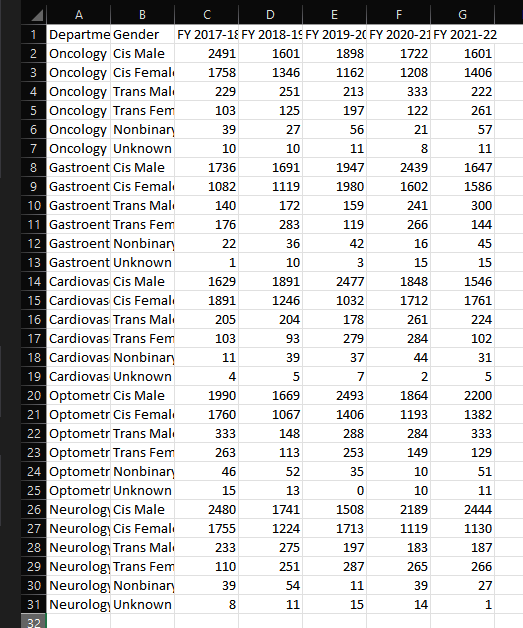 A B C D E F G
1 Departme Gender FY 2017-18 FY 2018-19 FY 2019-20 FY 2020-21 FY 2021-22
2 Oncology Cis Male 2491 1601 1898 1722 1601
3 Oncology Cis Femal 1758 1346 1162 1208 1406
4 Oncology Trans Mal 229 251 213 333 222
5 Oncology Trans Fem 103 125 197 122 261
6 Oncology Nonbinary 39 27 56 21 57
7 Oncology Unknown 10 10 11 8 11
8 Gastroent Cis Male 1736 1691 1947 2439 1647
9 Gastroent Cis Femal 1082 1119 1980 1602 1586
10 Gastroent Trans Mal 140 172 159 241 300
11 Gastroent Trans Fem 176 283 119 266 144
12 Gastroent Nonbinary 22 36 42 16 45
13 Gastroent Unknown 1 10 3 15 15
14 Cardiovas Cis Male 1629 1891 2477 1848 1546
15 Cardiovas Cis Femal 1891 1246 1032 1712 1761
16 Cardiovas Trans Mal 205 204 178 261 224
17 Cardiovas Trans Fem 103 93 279 284 102
18 Cardiovas Nonbinary 11 39 37 44 31
19 Cardiovas Unknown 4 5 7 2 5
20 Optometr Cis Male 1990 1669 2493 1864 2200
21 Optometr Cis Femal 1760 1067 1406 1193 1382
22 Optometr Trans Mal 333 148 288 284 333
23 Optometr Trans Fem 263 113 253 149 129
24 Optometr Nonbinary 46 52 35 10 51
25 Optometr Unknown 15 13 0 10 11
26 Neurology Cis Male 2480 1741 1508 2189 2444
27 Neurology Cis Femal 1755 1224 1713 1119 1130
28 Neurology Trans Mal 233 275 197 183 187
29 Neurology Trans Fem 110 251 287 265 266
30 Neurology Nonbinary 39 54 11 39 27
31 Neurology Unknown 8 11 15 14 1
32